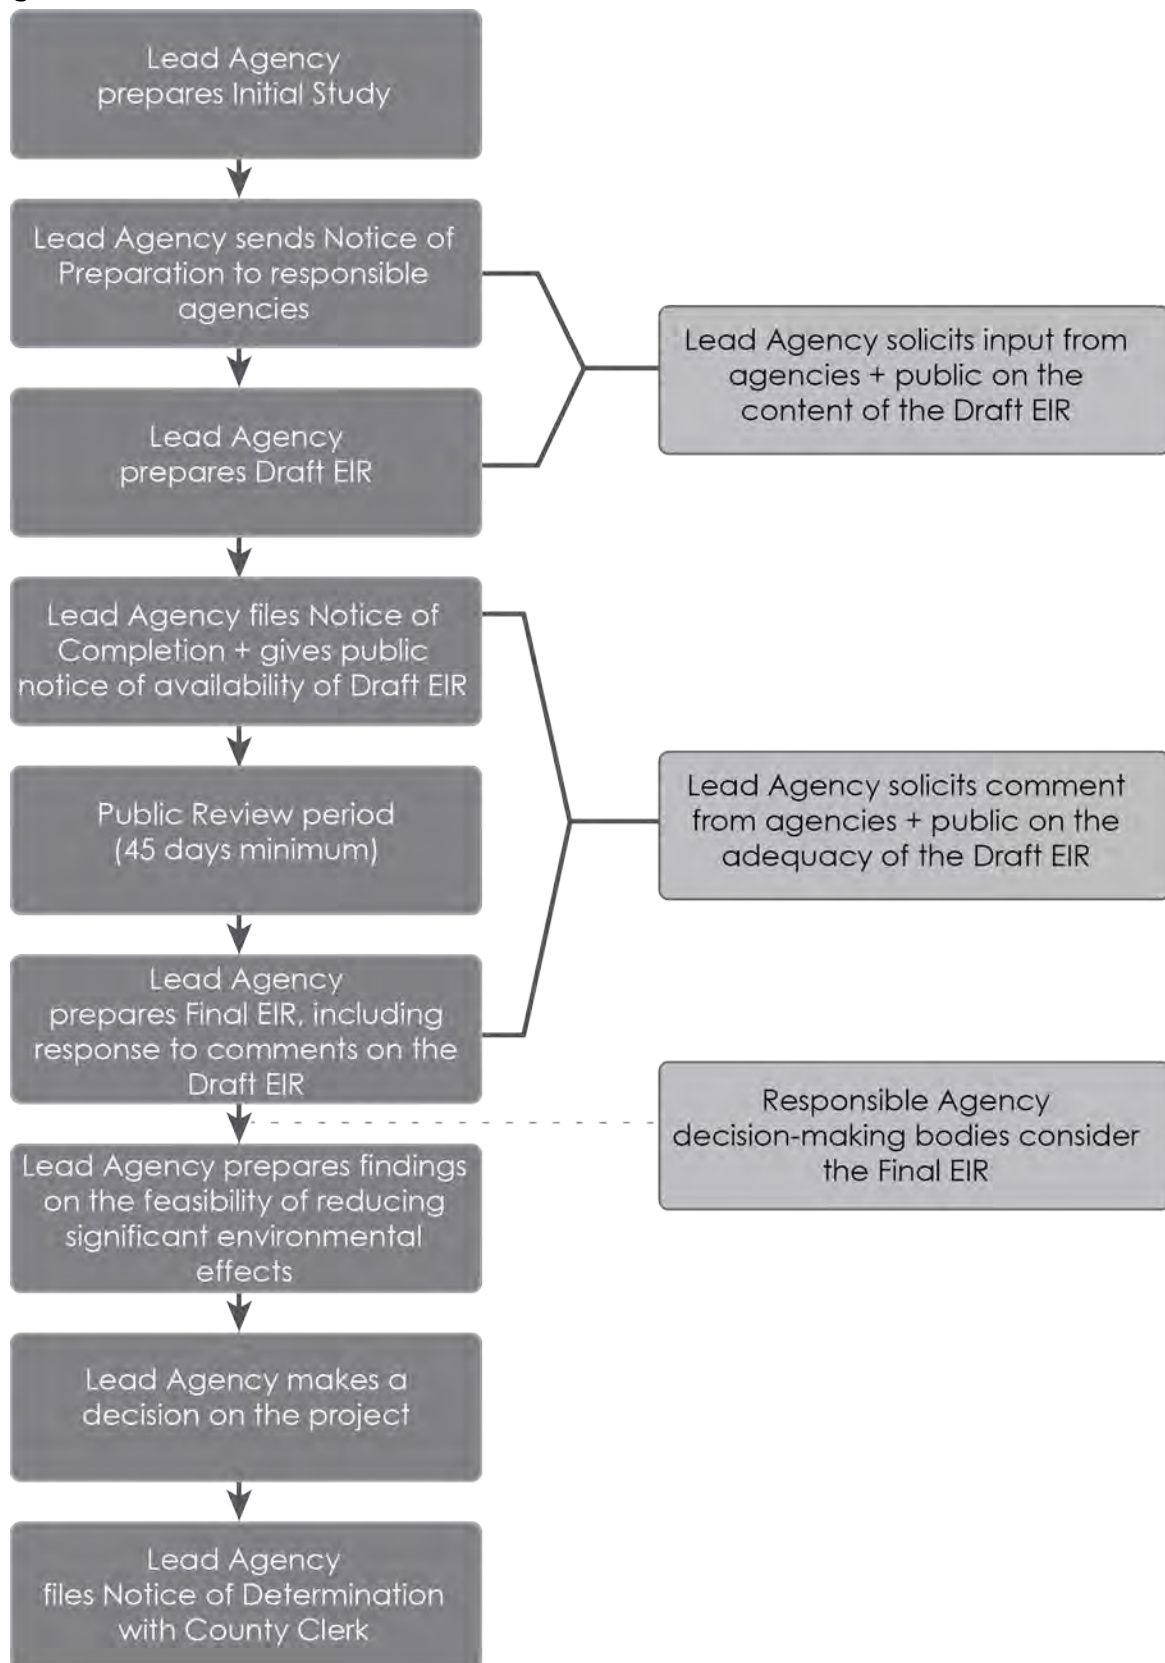 Lead Agency
prepares Initial Study
Lead Agency sends Notice of
Preparation to responsible
agencies
Lead Agency solicits input from
agencies + public on the
content of the Draft EIR
Lead Agency
prepares Draft EIR
Lead Agency files Notice of
Completion + gives public
notice of availability of Draft EIR
Public Review period
(45 days minimum)
Lead Agency solicits comment
from agencies + public on the
adequacy of the Draft EIR
Lead Agency
prepares Final EIR, including
response to comments on the
Draft EIR
Responsible Agency
decision-making bodies consider
the Final EIR
Lead Agency prepares findings
on the feasibility of reducing
significant environmental
effects
Lead Agency makes a
decision on the project
Lead Agency
files Notice of Determination
with County Clerk